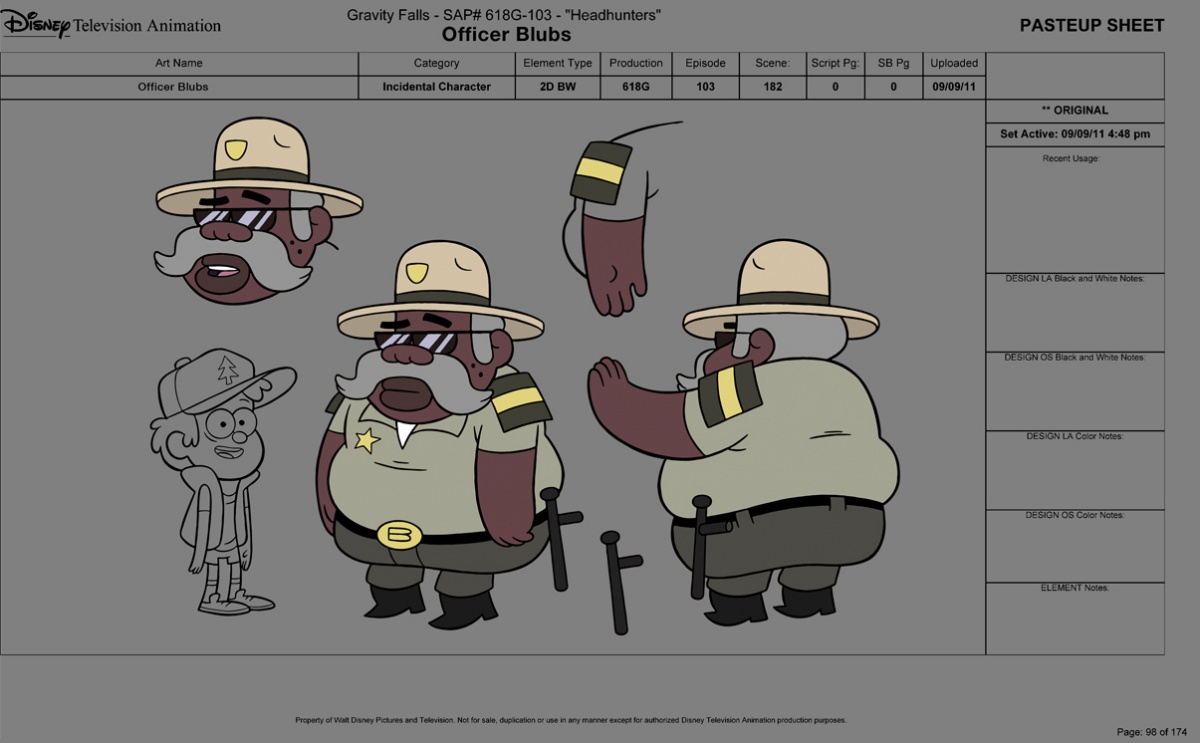 Disney Television Animation
Gravity Falls - SAP# 618G-103 - "Headhunters"
Officer Blubs
PASTEUP SHEET
Art Name Category Element Type Production Episode Scene: Script Pg: SB Pg Uploaded
Officer Blubs Incidental Character 2D BW 618G 103 182 0 0 09/09/11
** ORIGINAL
Set Active: 09/09/11 4:48 pm
Recent Usage:
DESIGN LA Black and White Notes:
DESIGN OS Black and White Notes:
DESIGN LA Color Notes:
DESIGN OS Color Notes:
ELEMENT Notes:
B
Property of Walt Disney Pictures and Television. Not for sale, duplication or use in any manner except for authorized Disney Television Animation production purposes.
Page: 98 of 174